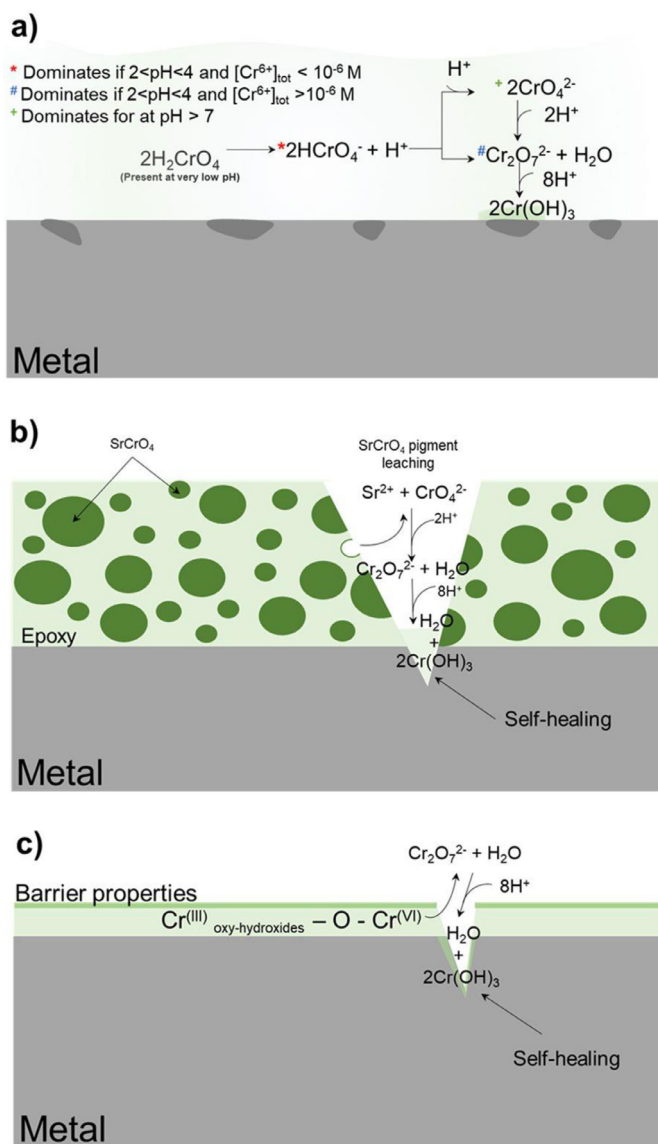 a)
* Dominates if 2<pH<4 and [Cr⁶⁺]tot < 10⁻⁶ M
# Dominates if 2<pH<4 and [Cr⁶⁺]tot >10⁻⁶ M
+ Dominates for at pH > 7
H⁺
+ 2CrO₄²⁻
2H⁺
2H₂CrO₄
(Present at very low pH)
*2HCrO₄⁻ + H⁺
#Cr₂O₇²⁻ + H₂O
8H⁺
2Cr(OH)₃
Metal
b)
SrCrO₄
SrCrO₄ pigment
leaching
Sr²⁺ + CrO₄²⁻
2H⁺
Cr₂O₇²⁻ + H₂O
8H⁺
H₂O
+
2Cr(OH)₃
Epoxy
Self-healing
Metal
c)
Cr₂O₇²⁻ + H₂O
8H⁺
Barrier properties
Cr⁽ᴵᴵᴵ⁾ oxy-hydroxides – O - Cr⁽ⱽᴵ⁾
H₂O
+
2Cr(OH)₃
Self-healing
Metal